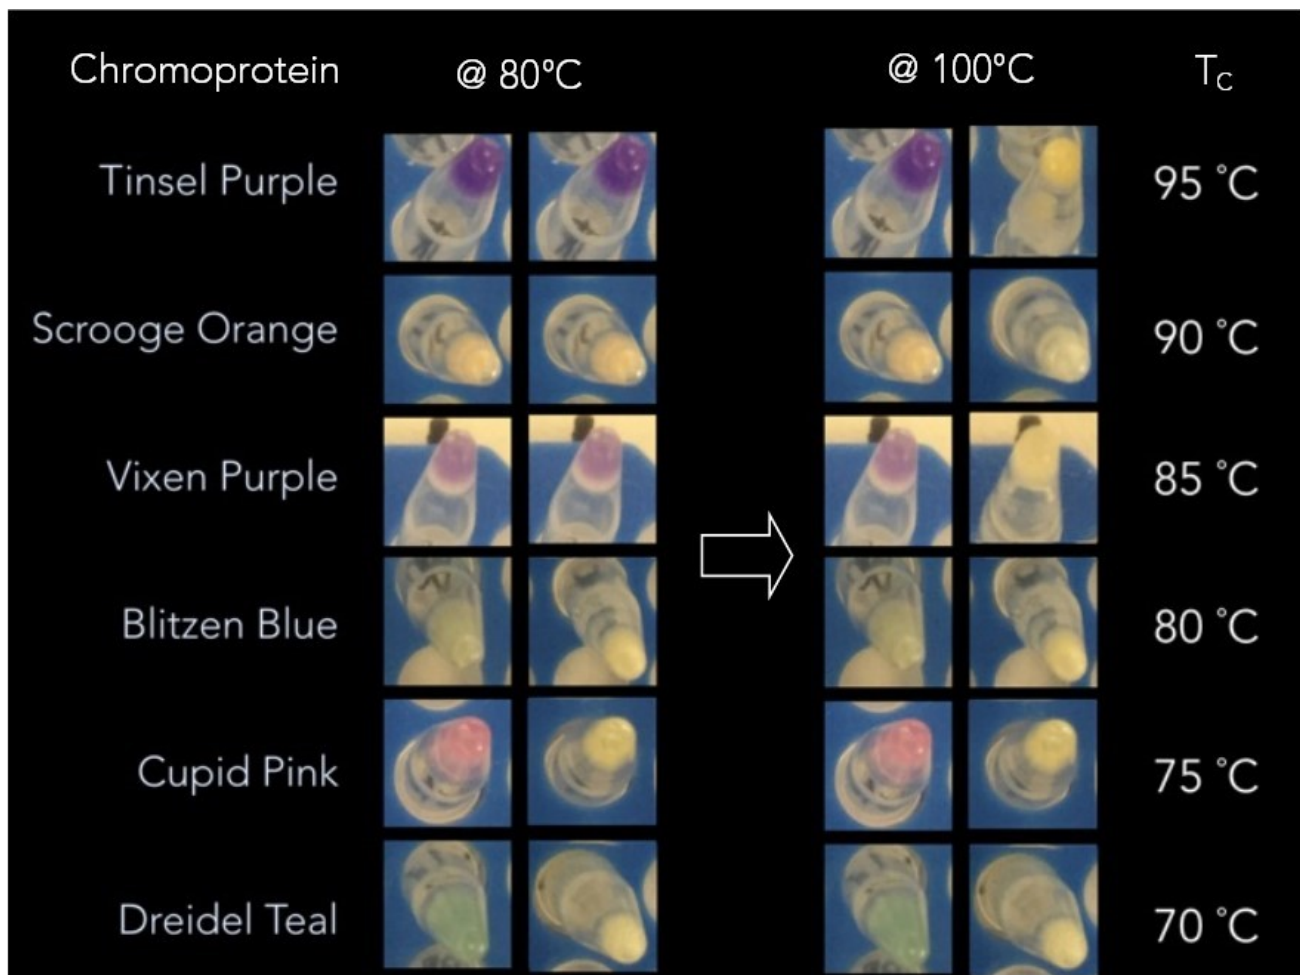 Chromoprotein @ 80°C @ 100°C TC
Tinsel Purple 95 °C
Scrooge Orange 90 °C
Vixen Purple 85 °C
Blitzen Blue 80 °C
Cupid Pink 75 °C
Dreidel Teal 70 °C